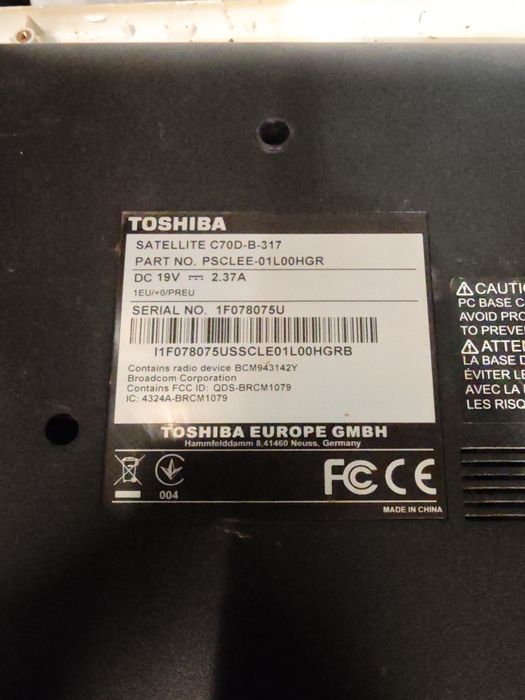 TOSHIBA
SATELLITE C70D-B-317
PART NO. PSCLEE-01L00HGR
DC 19V ⎓ 2.37A
1EU/+0/PREU
SERIAL NO. 1F078075U
I1F078075USSCLE01L00HGRB
Contains radio device BCM943142Y
Broadcom Corporation
Contains FCC ID: QDS-BRCM1079
IC: 4324A-BRCM1079
TOSHIBA EUROPE GMBH
Hammfelddamm 8,41460 Neuss, Germany
004
FC CE
MADE IN CHINA
⚠ CAUTIO
PC BASE C
AVOID PRO
TO PREVE
⚠ ATTE
LA BASE D
ÉVITER LE
AVEC LA
LES RISQ